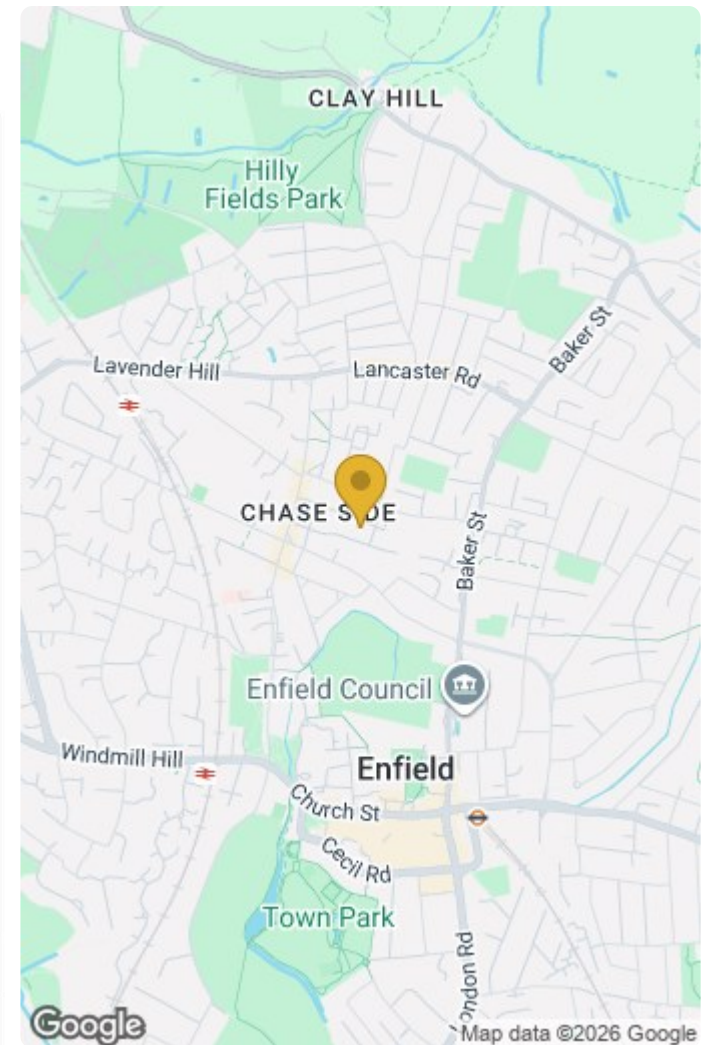 CLAY HILL
Hilly
Fields Park
Baker St
Lavender Hill
Lancaster Rd
CHASE SIDE
Baker St
Enfield Council
Windmill Hill
Enfield
Church St
Cecil Rd
Town Park
London Rd
Google
Map data ©2026 Google